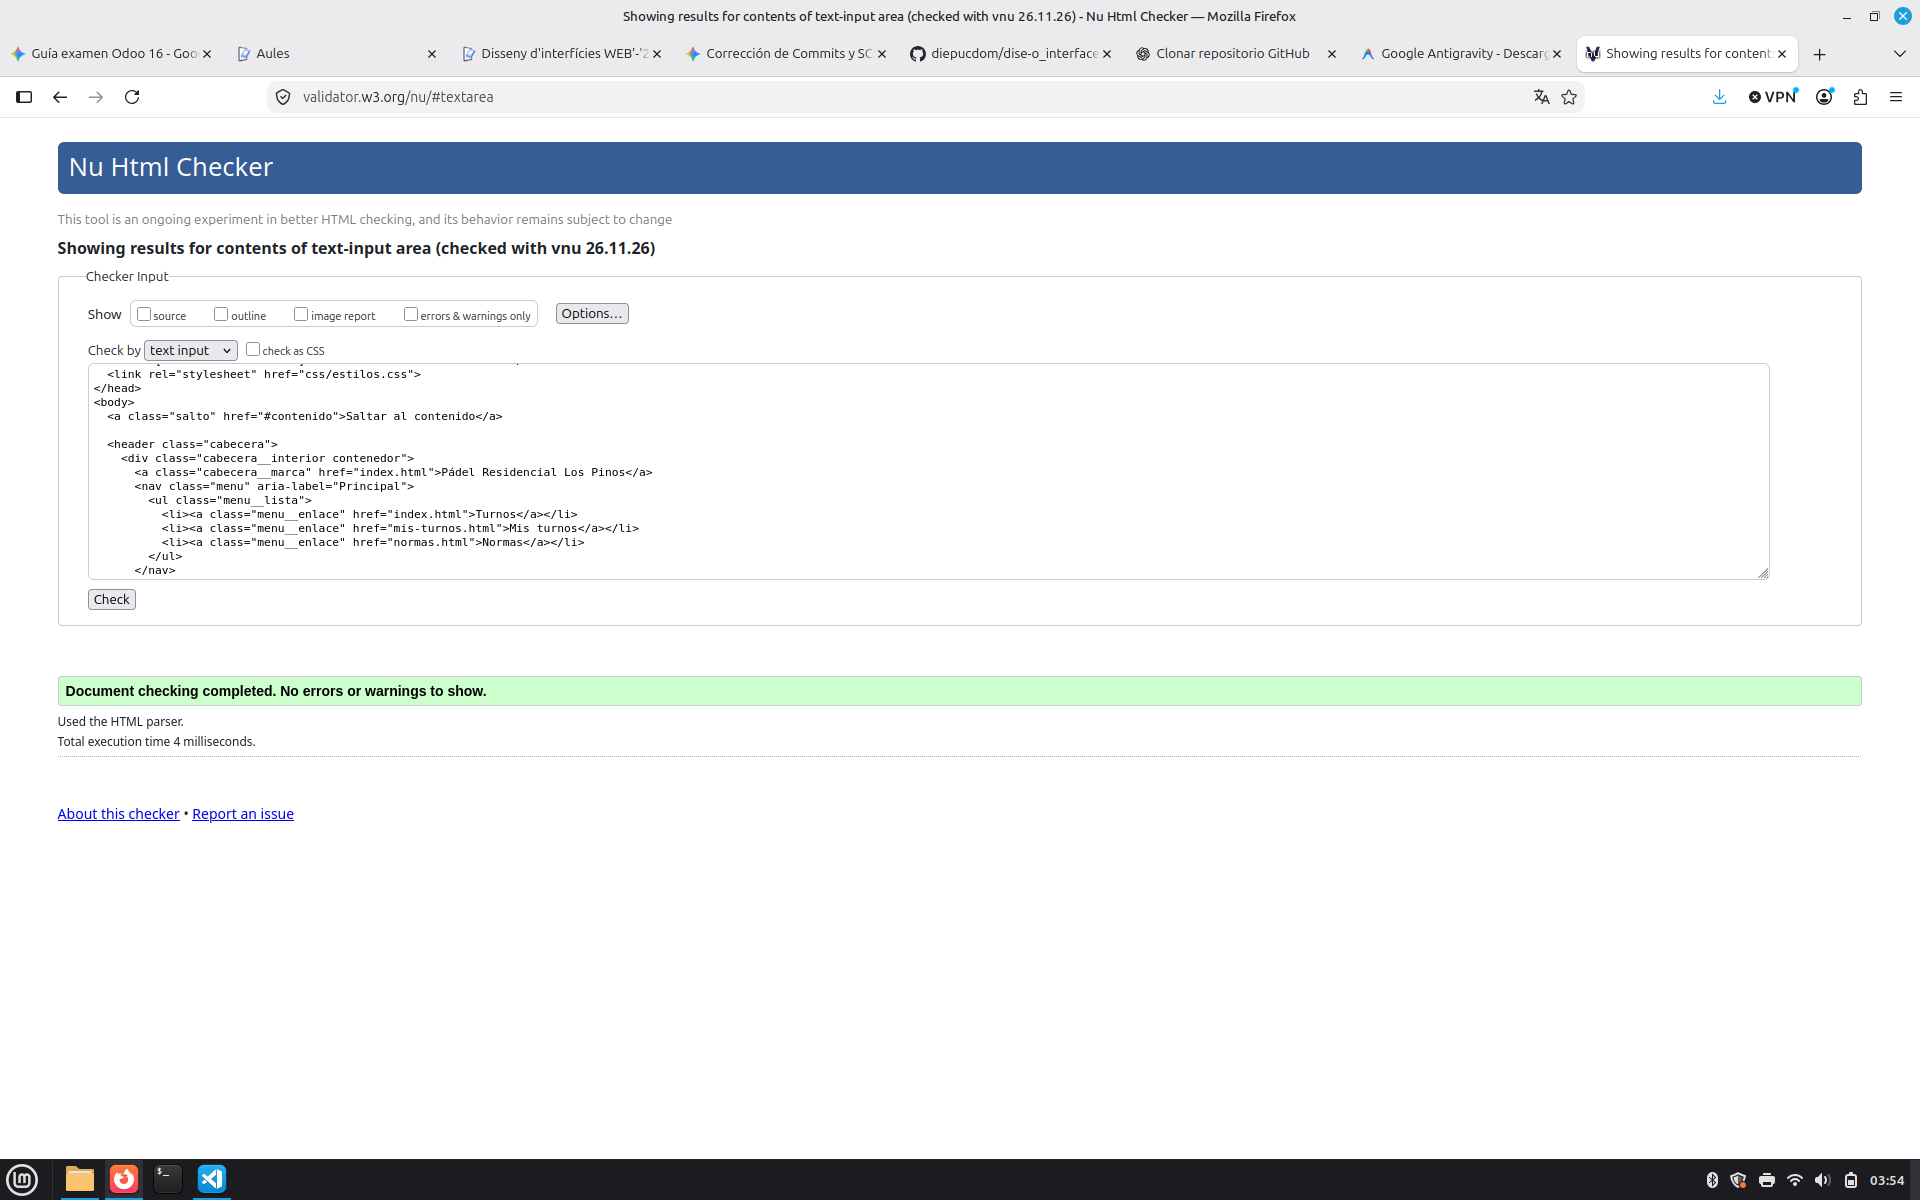 Showing results for contents of text-input area (checked with vnu 26.11.26) - Nu Html Checker — Mozilla Firefox
Guía examen Odoo 16 - Goo
Aules
Disseny d'interfícies WEB'-'2
Corrección de Commits y SC
diepucdom/dise-o_interface
Clonar repositorio GitHub
Google Antigravity - Descarg
Showing results for content
validator.w3.org/nu/#textarea
VPN
Nu Html Checker
This tool is an ongoing experiment in better HTML checking, and its behavior remains subject to change
Showing results for contents of text-input area (checked with vnu 26.11.26)
Checker Input
Show source outline image report errors & warnings only Options...
Check by text input check as CSS
<link rel="stylesheet" href="css/estilos.css">
</head>
<body>
<a class="salto" href="#contenido">Saltar al contenido</a>
<header class="cabecera">
<div class="cabecera__interior contenedor">
<a class="cabecera__marca" href="index.html">Pádel Residencial Los Pinos</a>
<nav class="menu" aria-label="Principal">
<ul class="menu__lista">
<li><a class="menu__enlace" href="index.html">Turnos</a></li>
<li><a class="menu__enlace" href="mis-turnos.html">Mis turnos</a></li>
<li><a class="menu__enlace" href="normas.html">Normas</a></li>
</ul>
</nav>
Check
Document checking completed. No errors or warnings to show.
Used the HTML parser.
Total execution time 4 milliseconds.
About this checker • Report an issue
03:54